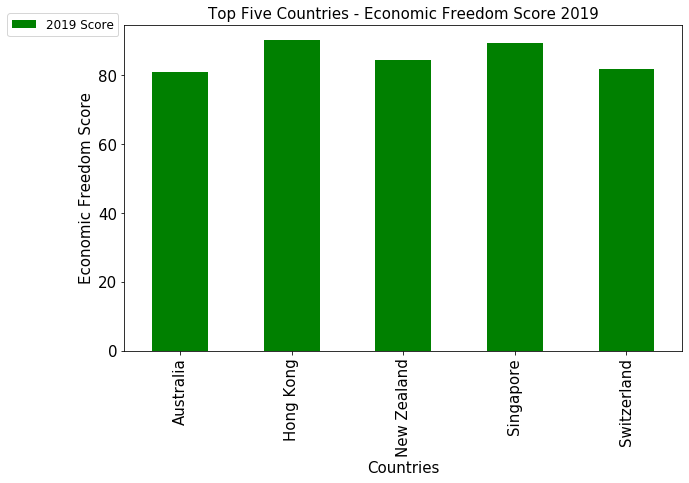 Top Five Countries - Economic Freedom Score 2019
2019 Score
Economic Freedom Score
80
60
40
20
0
Australia
Hong Kong
New Zealand
Singapore
Switzerland
Countries